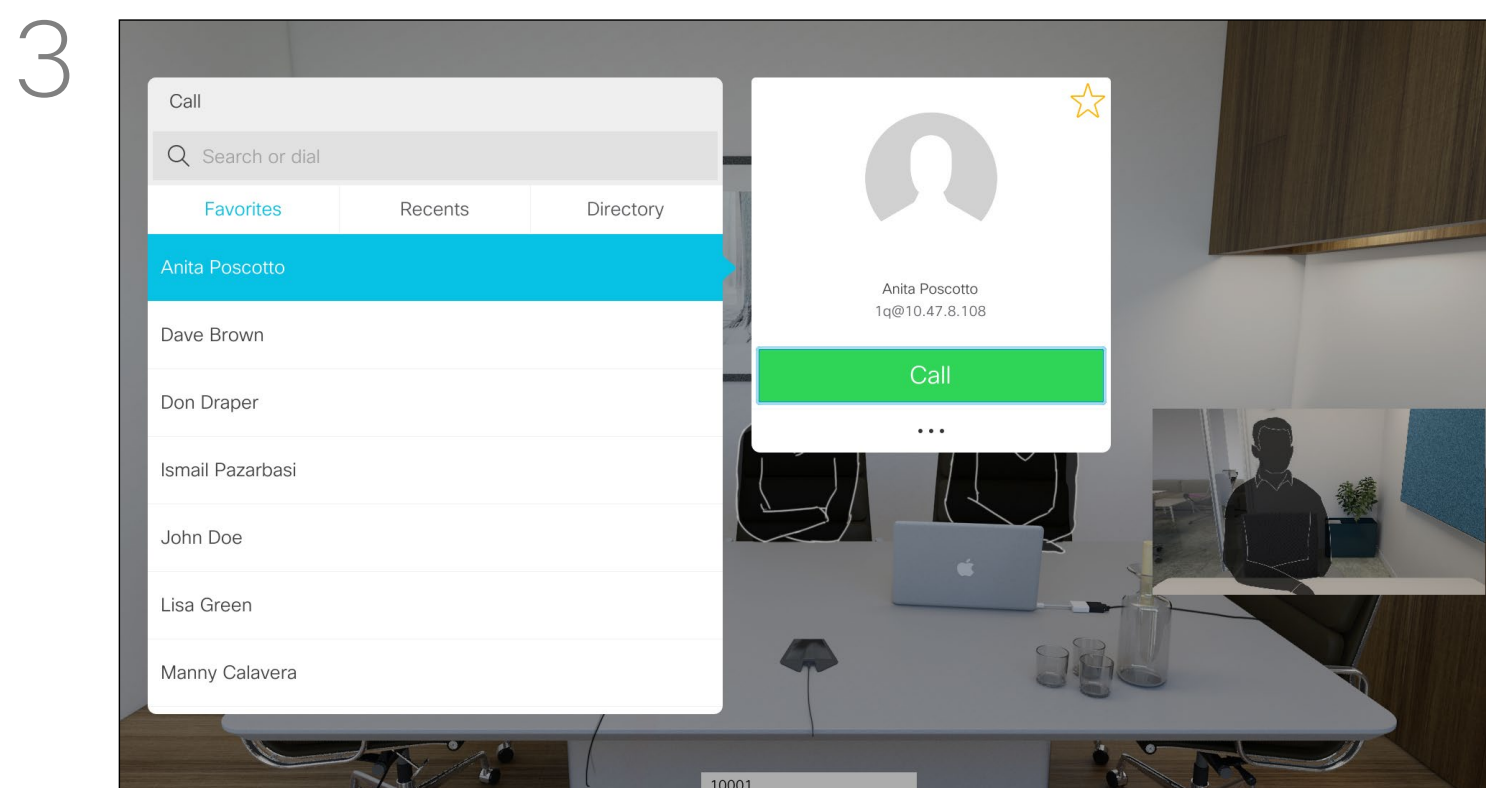 3
Call
Search or dial
Favorites Recents Directory
Anita Poscotto
Dave Brown
Don Draper
Ismail Pazarbasi
John Doe
Lisa Green
Manny Calavera
Anita Poscotto
1q@10.47.8.108
Call
...
10001